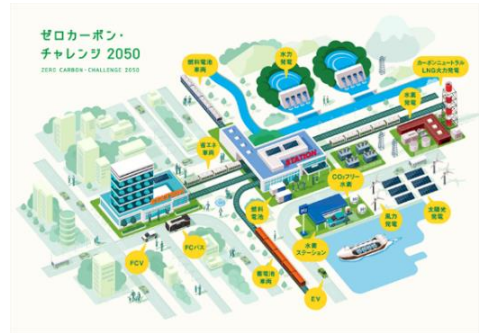 ゼロカーボン・
チャレンジ 2050
ZERO CARBON・CHALLENGE 2050
燃料電池
車両
水力
発電
カーボンニュートラル
LNG火力発電
水素
発電
省エネ
車両
STATION
CO₂フリー
水素
燃料
電池
水素
ステーション
風力
発電
太陽光
発電
FCV
FCバス
蓄電池
車両
EV